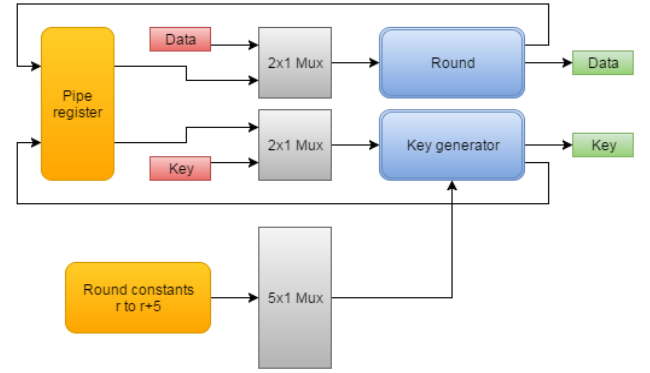 Data
2x1 Mux
Round
Data
Pipe
register
2x1 Mux
Key generator
Key
Key
Round constants
r to r+5
5x1 Mux